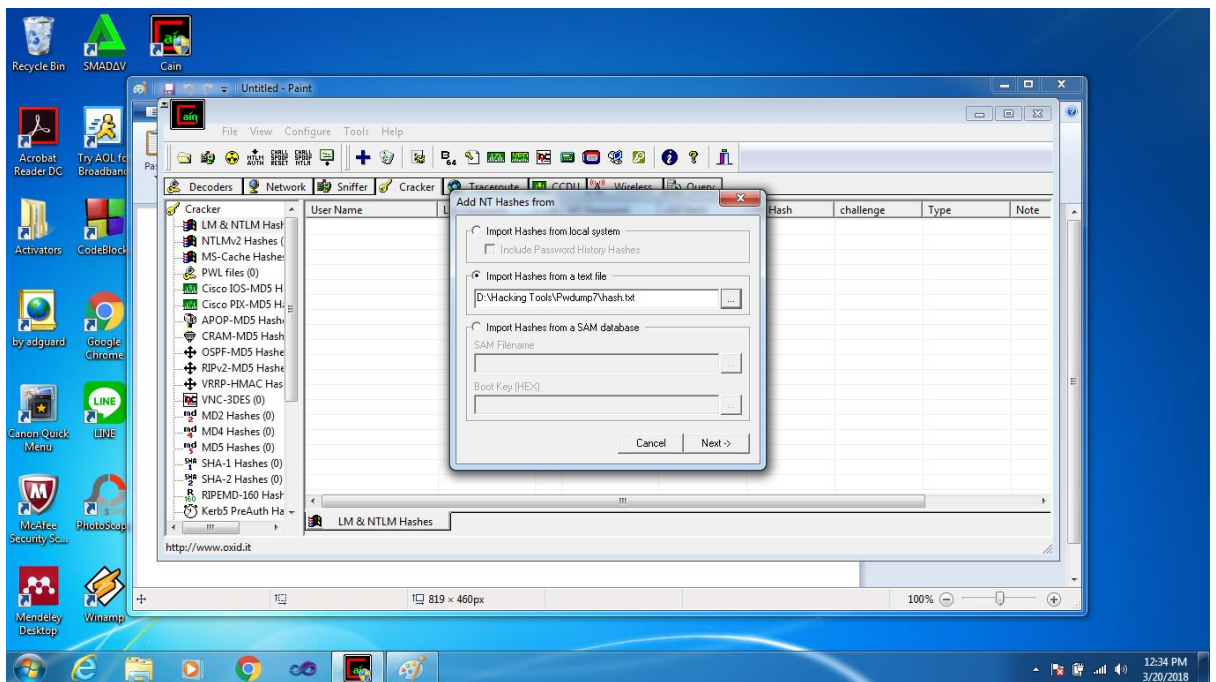 Recycle Bin
SMADAV
Cain
Untitled - Paint
File View Configure Tools Help
Decoders Network Sniffer Cracker Traceroute CCDU Wireless Query
Acrobat Reader DC
Try AOL fo Broadband
Activators
CodeBlock
by adguard
Google Chrome
Canon Quick Menu
LINE
McAfee Security Sc...
PhotoScap
Mendeley Desktop
Winamp
Cracker
LM & NTLM Hash
NTLMv2 Hashes (
MS-Cache Hashe
PWL files (0)
Cisco IOS-MD5 H
Cisco PIX-MD5 H
APOP-MD5 Hash
CRAM-MD5 Hash
OSPF-MD5 Hashe
RIPv2-MD5 Hashe
VRRP-HMAC Has
VNC-3DES (0)
MD2 Hashes (0)
MD4 Hashes (0)
MD5 Hashes (0)
SHA-1 Hashes (0)
SHA-2 Hashes (0)
RIPEMD-160 Hash
Kerb5 PreAuth Ha
User Name
Hash challenge Type Note
Add NT Hashes from
Import Hashes from local system
Include Password History Hashes
Import Hashes from a text file
D:\Hacking Tools\Pwdump7\hash.txt
...
Import Hashes from a SAM database
SAM Filename
...
Boot Key (HEX)
...
Cancel Next ->
LM & NTLM Hashes
http://www.oxid.it
819 × 460px
100%
12:34 PM
3/20/2018